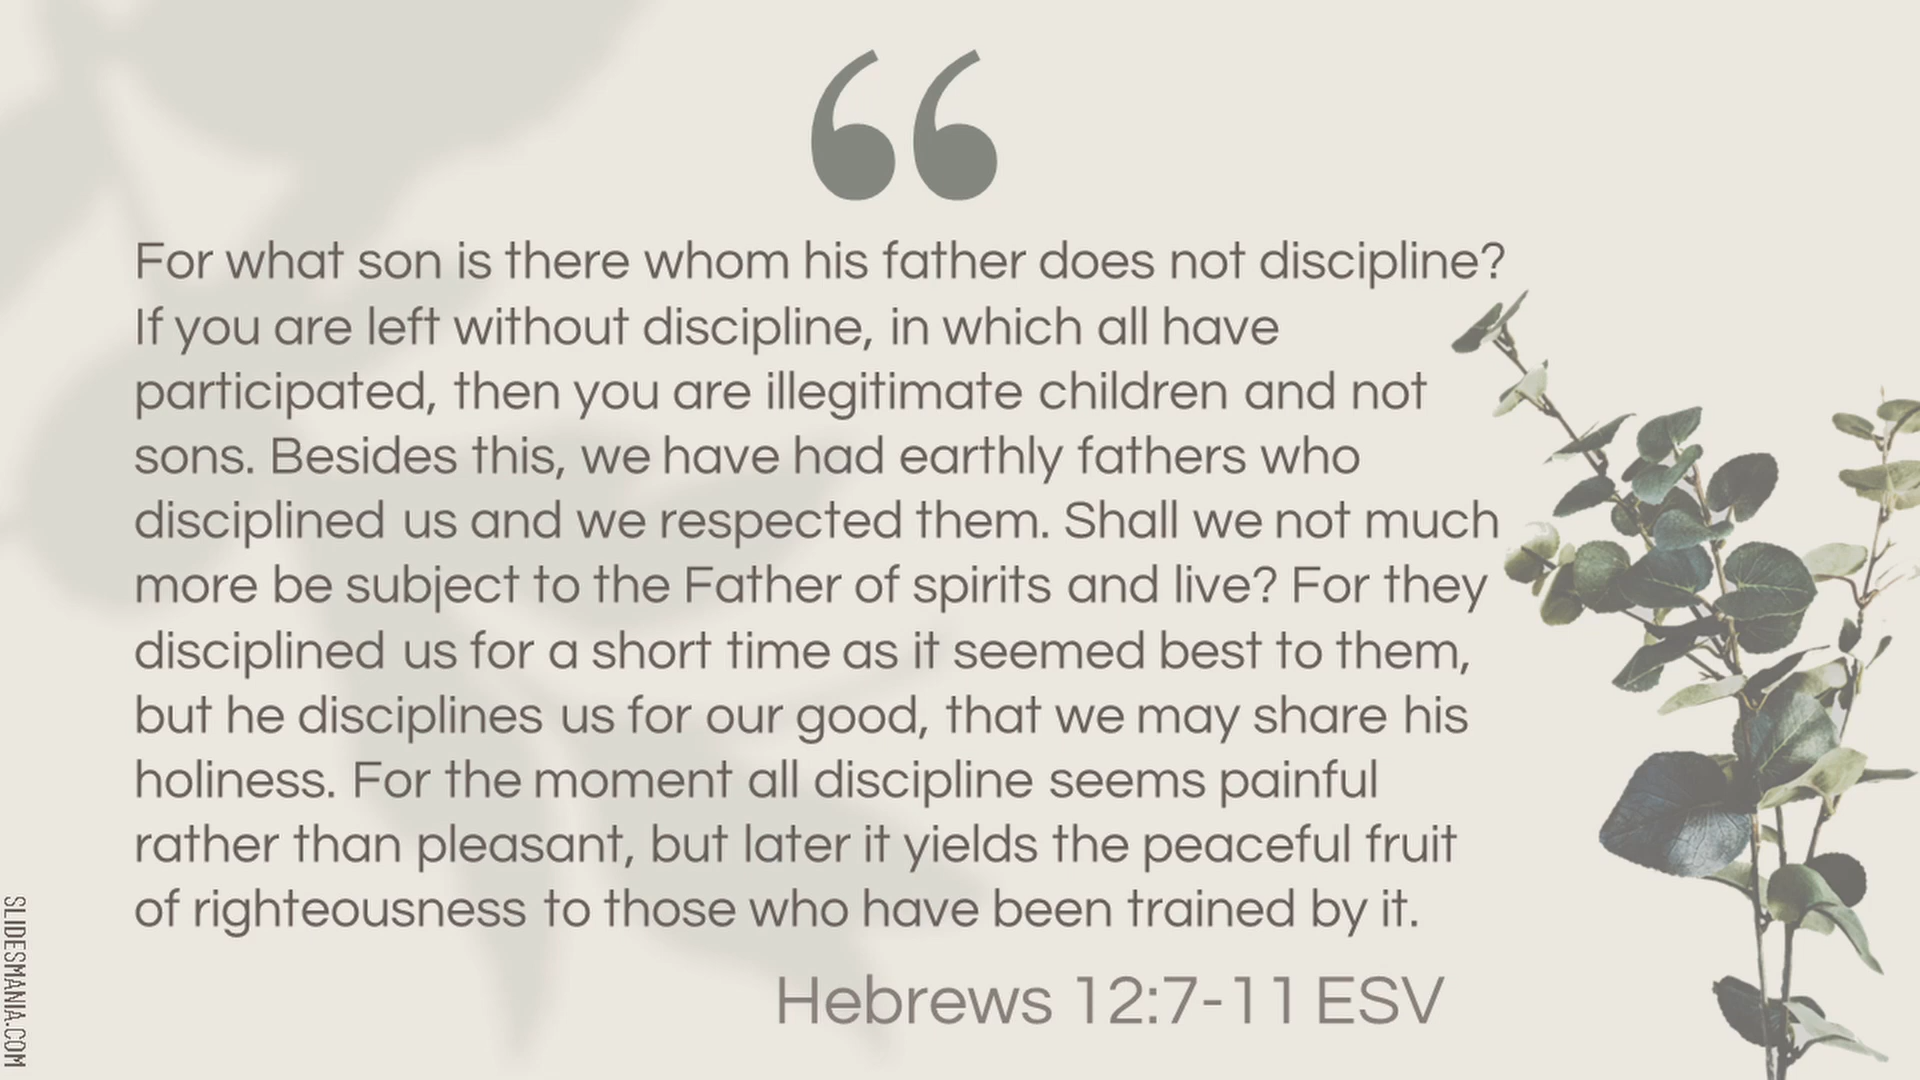 “
For what son is there whom his father does not discipline?
If you are left without discipline, in which all have
participated, then you are illegitimate children and not
sons. Besides this, we have had earthly fathers who
disciplined us and we respected them. Shall we not much
more be subject to the Father of spirits and live? For they
disciplined us for a short time as it seemed best to them,
but he disciplines us for our good, that we may share his
holiness. For the moment all discipline seems painful
rather than pleasant, but later it yields the peaceful fruit
of righteousness to those who have been trained by it.
Hebrews 12:7-11 ESV
SLIDESMANIA.COM